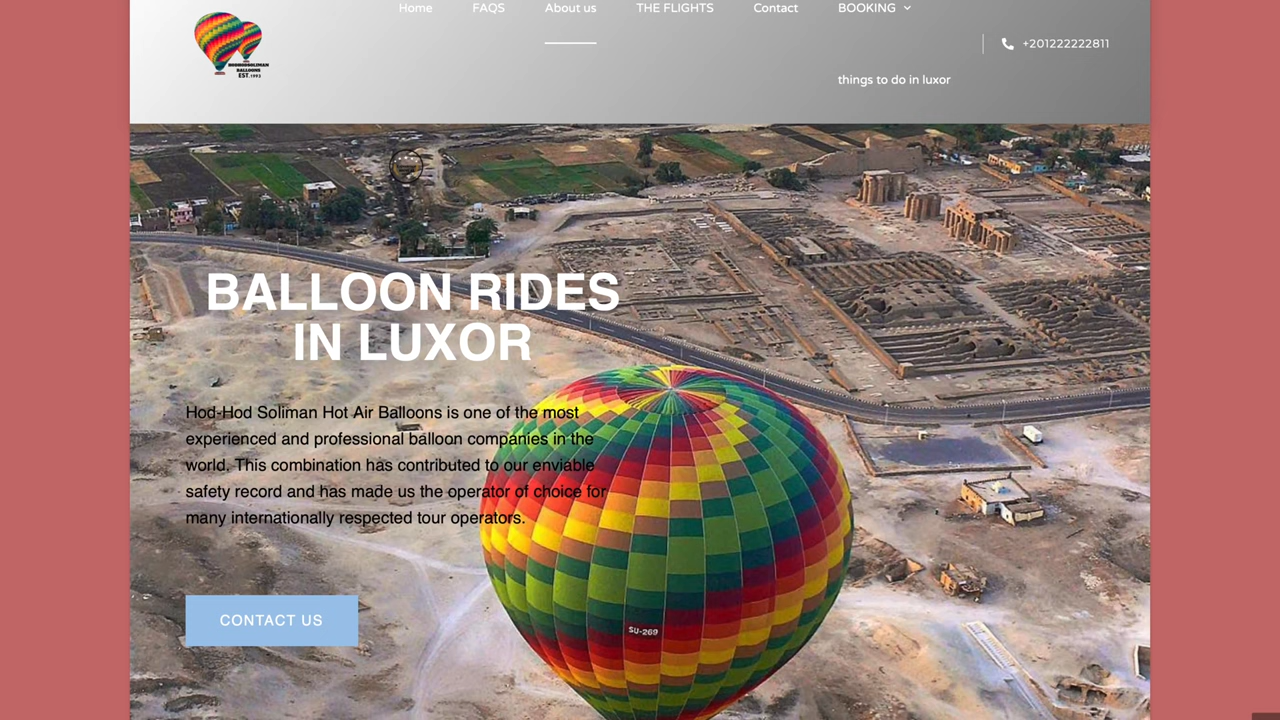 Home
FAQS
About us
THE FLIGHTS
Contact
BOOKING
+201222222811
things to do in luxor
HODHODSOLIMAN
BALLOONS
EST.1993
BALLOON RIDES
IN LUXOR
Hod-Hod Soliman Hot Air Balloons is one of the most
experienced and professional balloon companies in the
world. This combination has contributed to our enviable
safety record and has made us the operator of choice for
many internationally respected tour operators.
CONTACT US
SU-269